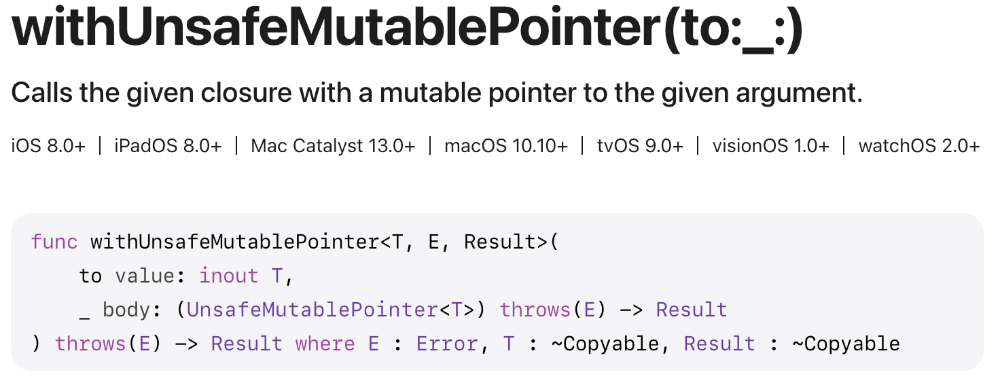 withUnsafeMutablePointer(to:_:)
Calls the given closure with a mutable pointer to the given argument.
iOS 8.0+ | iPadOS 8.0+ | Mac Catalyst 13.0+ | macOS 10.10+ | tvOS 9.0+ | visionOS 1.0+ | watchOS 2.0+
func withUnsafeMutablePointer<T, E, Result>(
    to value: inout T,
    _ body: (UnsafeMutablePointer<T>) throws(E) -> Result
) throws(E) -> Result where E : Error, T : ~Copyable, Result : ~Copyable